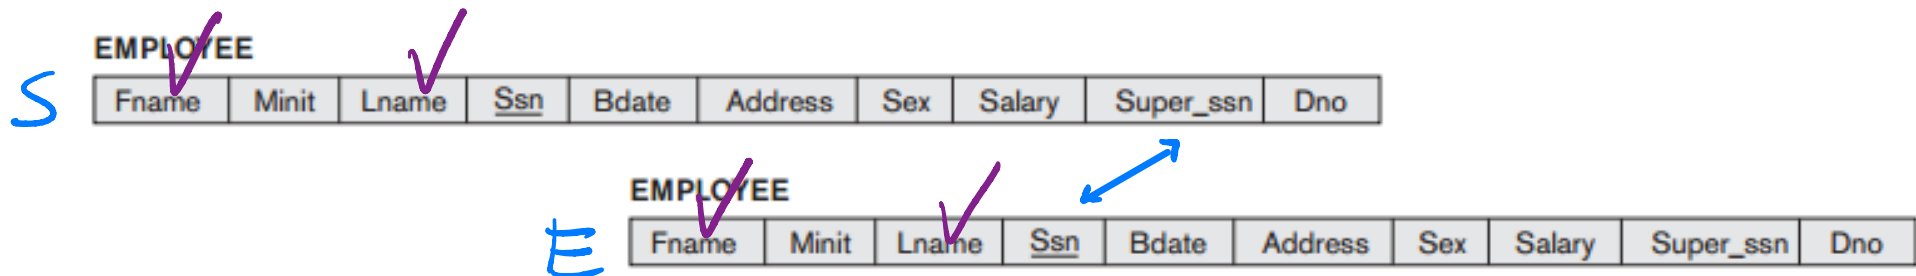 EMPLOYEE
S Fname Minit Lname Ssn Bdate Address Sex Salary Super_ssn Dno
EMPLOYEE
E Fname Minit Lname Ssn Bdate Address Sex Salary Super_ssn Dno